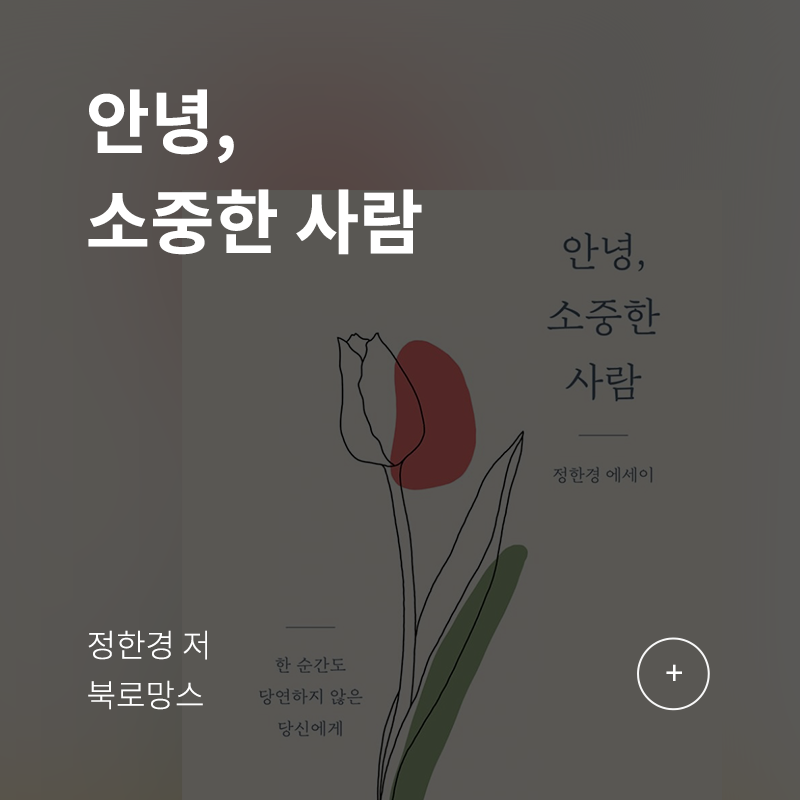 안녕,
소중한 사람
안녕,
소중한
사람
정한경 에세이
한 순간도
당연하지 않은
당신에게
정한경 저
북로망스
+